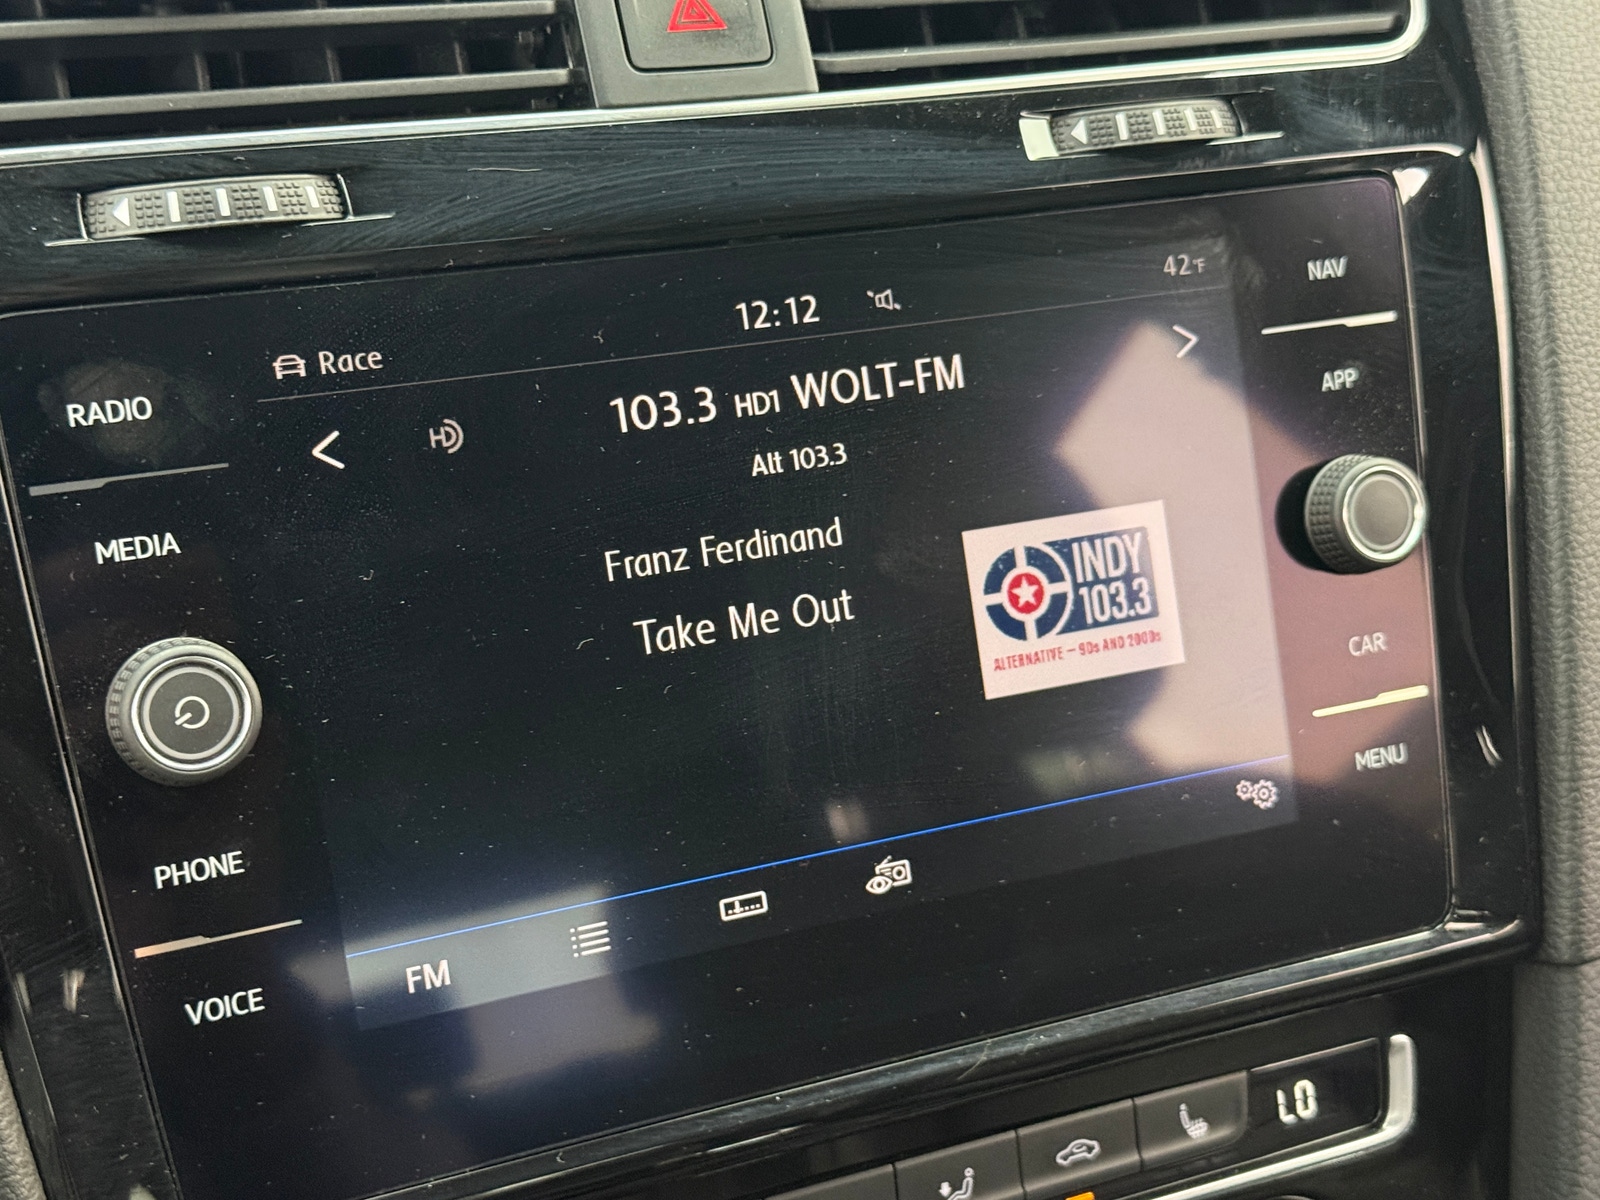 42°F
12:12
Race
RADIO
MEDIA
PHONE
VOICE
HD
103.3 HD1 WOLT-FM
Alt 103.3
Franz Ferdinand
Take Me Out
INDY
103.3
ALTERNATIVE – 90s AND 2000s
FM
NAV
APP
CAR
MENU
LO